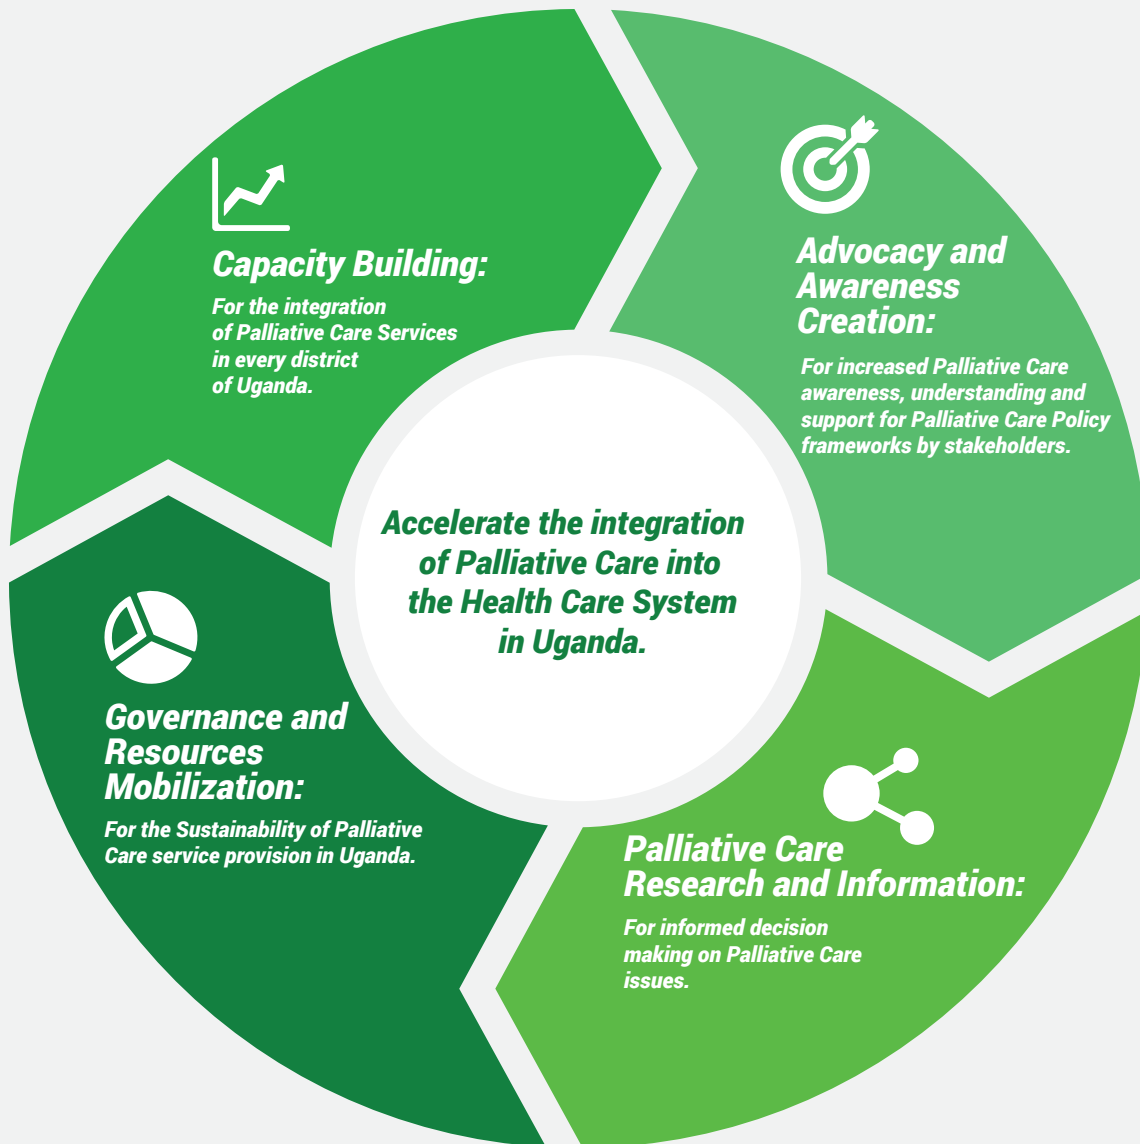 Capacity Building:
For the integration
of Palliative Care Services
in every district
of Uganda.
Advocacy and
Awareness
Creation:
For increased Palliative Care
awareness, understanding and
support for Palliative Care Policy
frameworks by stakeholders.
Accelerate the integration
of Palliative Care into
the Health Care System
in Uganda.
Governance and
Resources
Mobilization:
For the Sustainability of Palliative
Care service provision in Uganda.
Palliative Care
Research and Information:
For informed decision
making on Palliative Care
issues.